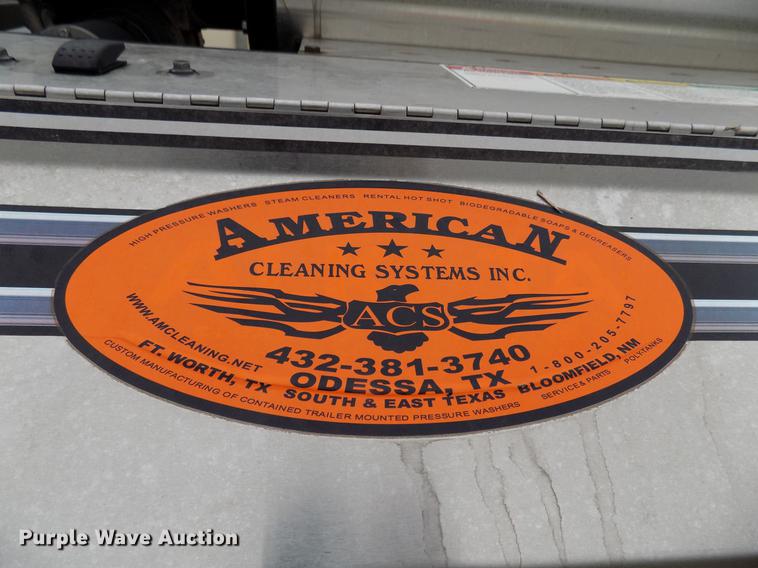 HIGH PRESSURE WASHERS STEAM CLEANERS RENTAL HOT SHOT BIODEGRADABLE SOAPS & DEGREASERS
AMERICAN
CLEANING SYSTEMS INC.
ACS
WWW.AMCLEANING.NET
432-381-3740
1-800-205-7797
FT. WORTH, TX
ODESSA, TX
BLOOMFIELD, NM
SOUTH & EAST TEXAS
CUSTOM MANUFACTURING OF CONTAINED TRAILER MOUNTED PRESSURE WASHERS SERVICE & PARTS POLY-TANKS
Purple Wave Auction